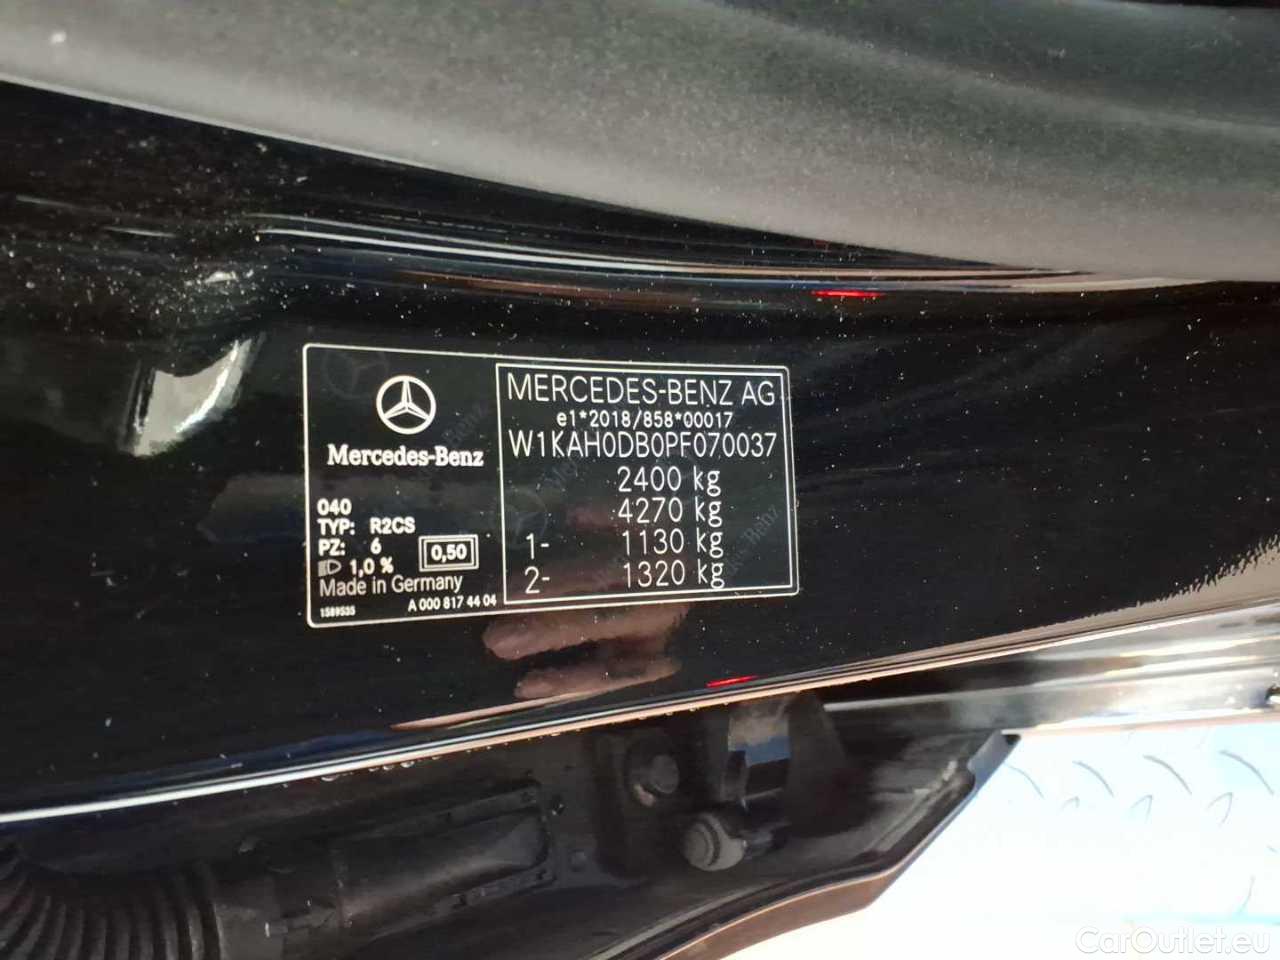 Mercedes-Benz
040
TYP: R2CS
PZ: 6
1,0 %
0,50
Made in Germany
1589535
A 000 817 44 04
MERCEDES-BENZ AG
e1*2018/858*00017
W1KAH0DB0PF070037
2400 kg
4270 kg
1- 1130 kg
2- 1320 kg
Mercedes-Benz
CarOutlet.eu